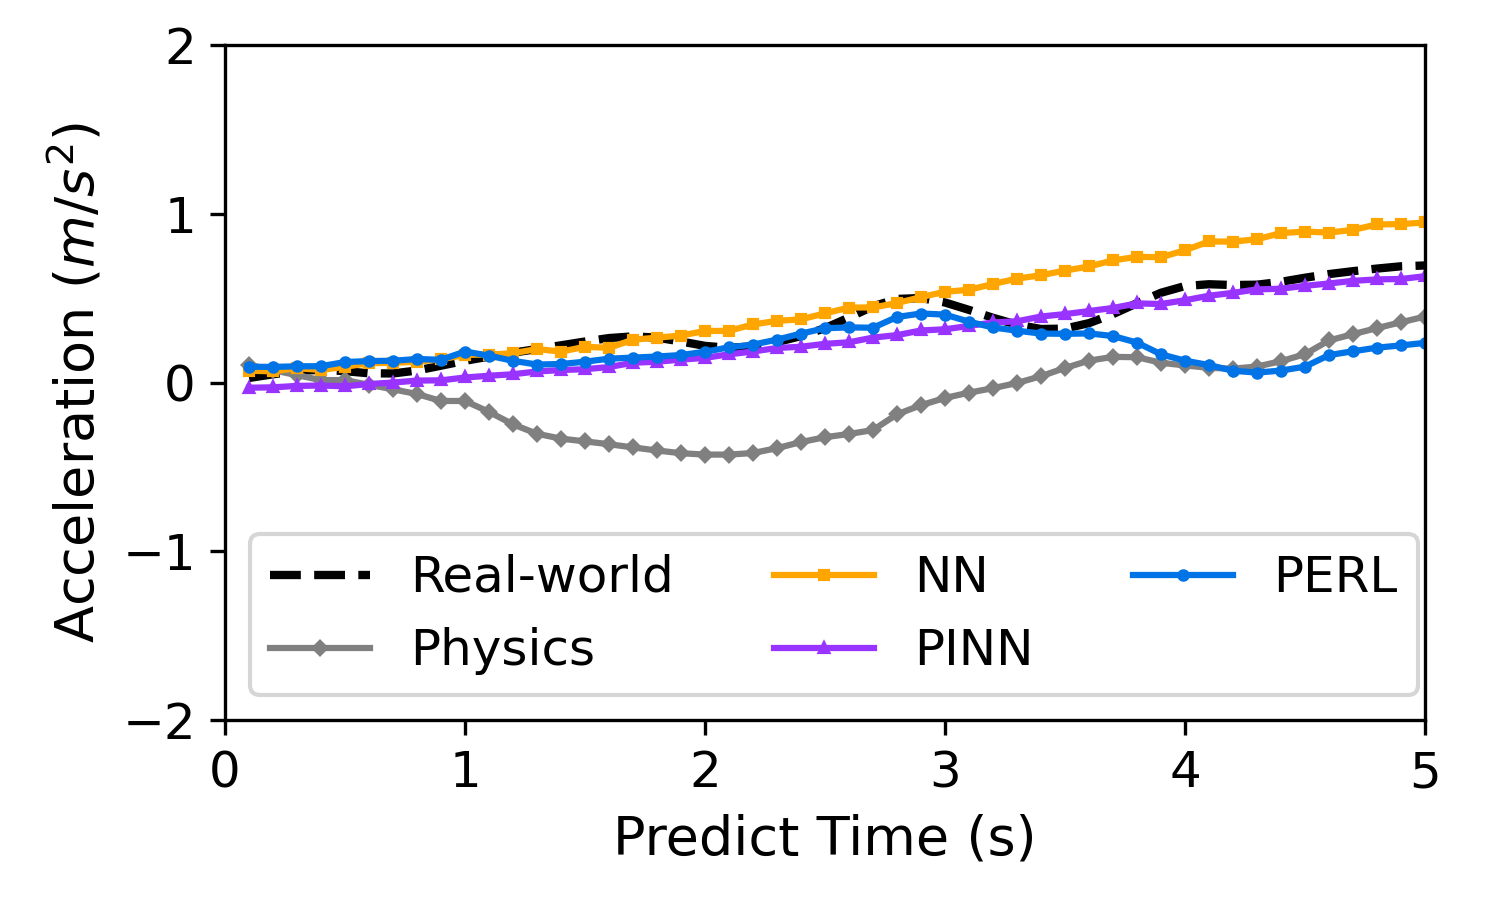 Acceleration (m/s²)
2
1
0
−1
−2
Real-world
Physics
NN
PINN
PERL
0 1 2 3 4 5
Predict Time (s)